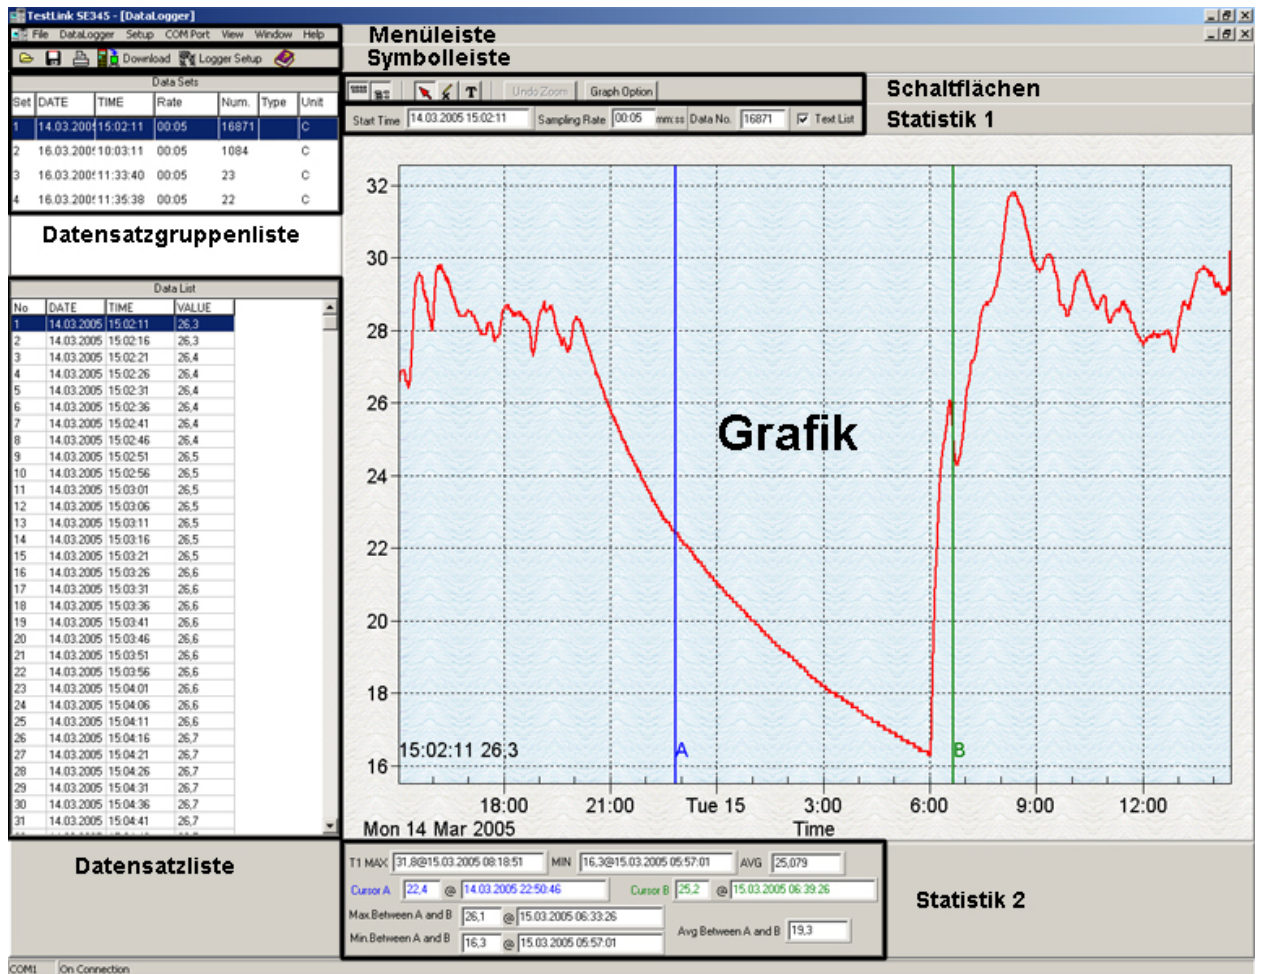 TestLink SE345 - [DataLogger]
File DataLogger Setup COM Port View Window Help
Menüleiste
Download Logger Setup
Symbolleiste
Data Sets
Set DATE TIME Rate Num. Type Unit
1 14.03.200 15:02:11 00:05 16871 C
2 16.03.200 10:03:11 00:05 1084 C
3 16.03.200 11:33:40 00:05 23 C
4 16.03.200 11:35:38 00:05 22 C
Datensatzgruppenliste
T Undo Zoom Graph Option
Schaltflächen
Start Time 14.03.2005 15:02:11 Sampling Rate 00:05 mm:ss Data No. 16871 Text List
Statistik 1
Data List
No DATE TIME VALUE
1 14.03.2005 15:02:11 26,3
2 14.03.2005 15:02:16 26,3
3 14.03.2005 15:02:21 26,4
4 14.03.2005 15:02:26 26,4
5 14.03.2005 15:02:31 26,4
6 14.03.2005 15:02:36 26,4
7 14.03.2005 15:02:41 26,4
8 14.03.2005 15:02:46 26,4
9 14.03.2005 15:02:51 26,5
10 14.03.2005 15:02:56 26,5
11 14.03.2005 15:03:01 26,5
12 14.03.2005 15:03:06 26,5
13 14.03.2005 15:03:11 26,5
14 14.03.2005 15:03:16 26,5
15 14.03.2005 15:03:21 26,5
16 14.03.2005 15:03:26 26,6
17 14.03.2005 15:03:31 26,6
18 14.03.2005 15:03:36 26,6
19 14.03.2005 15:03:41 26,6
20 14.03.2005 15:03:46 26,6
21 14.03.2005 15:03:51 26,6
22 14.03.2005 15:03:56 26,6
23 14.03.2005 15:04:01 26,6
24 14.03.2005 15:04:06 26,6
25 14.03.2005 15:04:11 26,6
26 14.03.2005 15:04:16 26,7
27 14.03.2005 15:04:21 26,7
28 14.03.2005 15:04:26 26,7
29 14.03.2005 15:04:31 26,7
30 14.03.2005 15:04:36 26,7
31 14.03.2005 15:04:41 26,7
Datensatzliste
32
30
28
26
24
22
20
18
16
Grafik
15:02:11 26,3
A
B
18:00 21:00 Tue 15 3:00 6:00 9:00 12:00
Mon 14 Mar 2005 Time
T1 MAX 31,8@15.03.2005 08:18:51 MIN 16,3@15.03.2005 05:57:01 AVG 25,079
Cursor A 22,4 @ 14.03.2005 22:50:46 Cursor B 25,2 @ 15.03.2005 06:39:26
Max.Between A and B 26,1 @ 15.03.2005 06:33:26
Min.Between A and B 16,3 @ 15.03.2005 05:57:01
Avg Between A and B 19,3
Statistik 2
COM1 On Connection